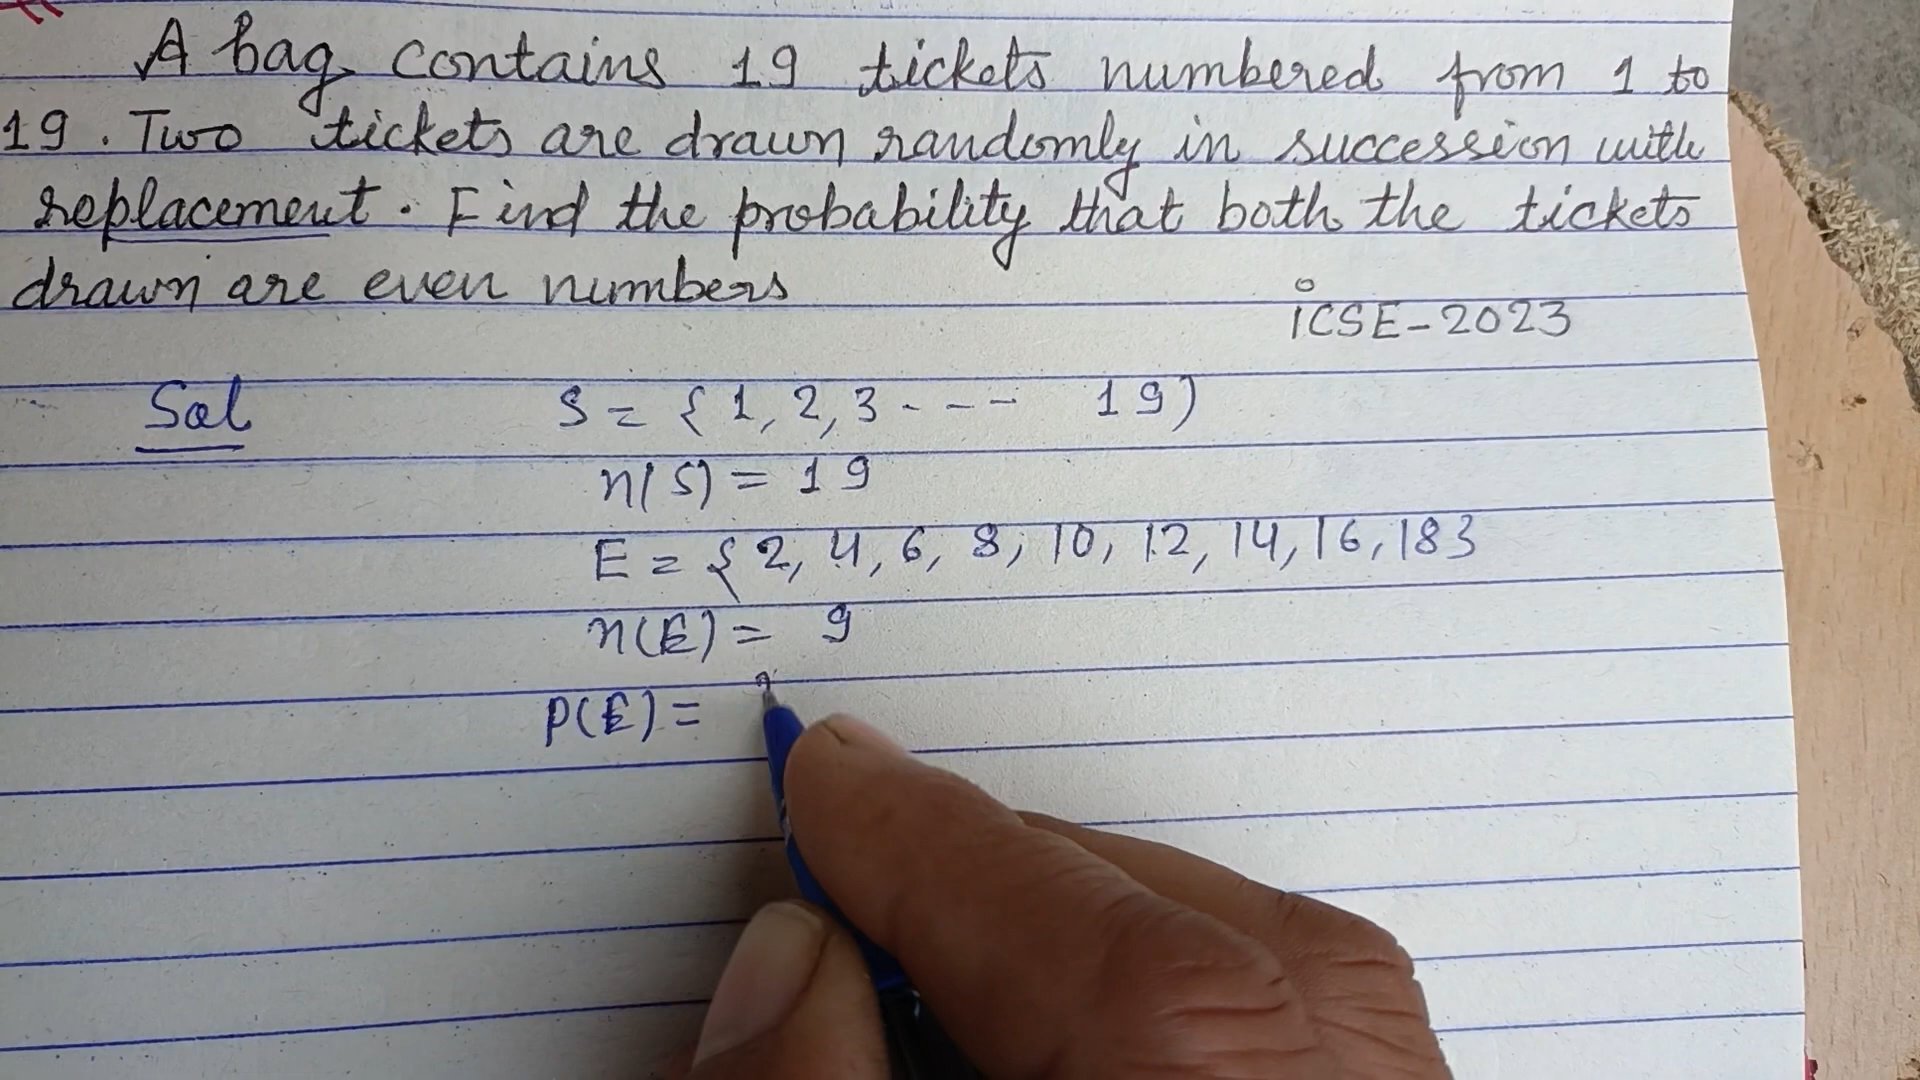 A bag contains 19 tickets numbered from 1 to
19. Two tickets are drawn randomly in succession with
replacement. Find the probability that both the tickets
drawn are even numbers
iCSE-2023
Sol S = {1, 2, 3 - - - 19}
n(S) = 19
E = {2, 4, 6, 8, 10, 12, 14, 16, 18}
n(E) = 9
P(E) =